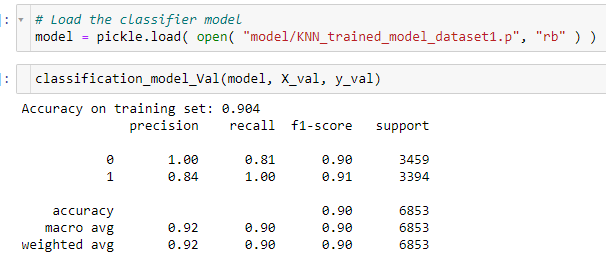 ]: # Load the classifier model
model = pickle.load( open( "model/KNN_trained_model_dataset1.p", "rb" ) )
]: classification_model_Val(model, X_val, y_val)
Accuracy on training set: 0.904
precision recall f1-score support
0 1.00 0.81 0.90 3459
1 0.84 1.00 0.91 3394
accuracy 0.90 6853
macro avg 0.92 0.90 0.90 6853
weighted avg 0.92 0.90 0.90 6853